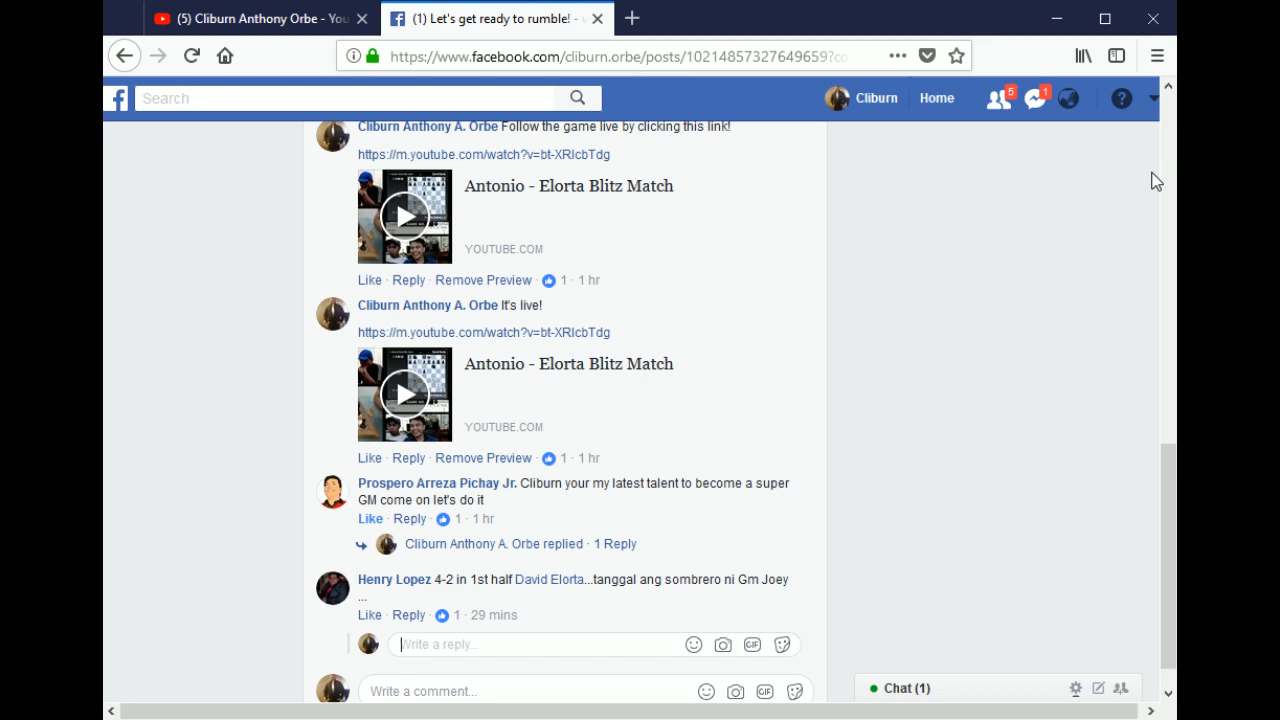 (5) Cliburn Anthony Orbe - You
(1) Let's get ready to rumble! -
https://www.facebook.com/cliburn.orbe/posts/10214857327649659?co
Search
Cliburn
Home
5
1
Cliburn Anthony A. Orbe Follow the game live by clicking this link!
https://m.youtube.com/watch?v=bt-XRIcbTdg
Antonio - Elorta Blitz Match
YOUTUBE.COM
Like · Reply · Remove Preview · 1 · 1 hr
Cliburn Anthony A. Orbe It's live!
https://m.youtube.com/watch?v=bt-XRIcbTdg
Antonio - Elorta Blitz Match
YOUTUBE.COM
Like · Reply · Remove Preview · 1 · 1 hr
Prospero Arreza Pichay Jr. Cliburn your my latest talent to become a super
GM come on let's do it
Like · Reply · 1 · 1 hr
Cliburn Anthony A. Orbe replied · 1 Reply
Henry Lopez 4-2 in 1st half David Elorta...tanggal ang sombrero ni Gm Joey
...
Like · Reply · 1 · 29 mins
Write a reply...
GIF
Write a comment...
GIF
Chat (1)